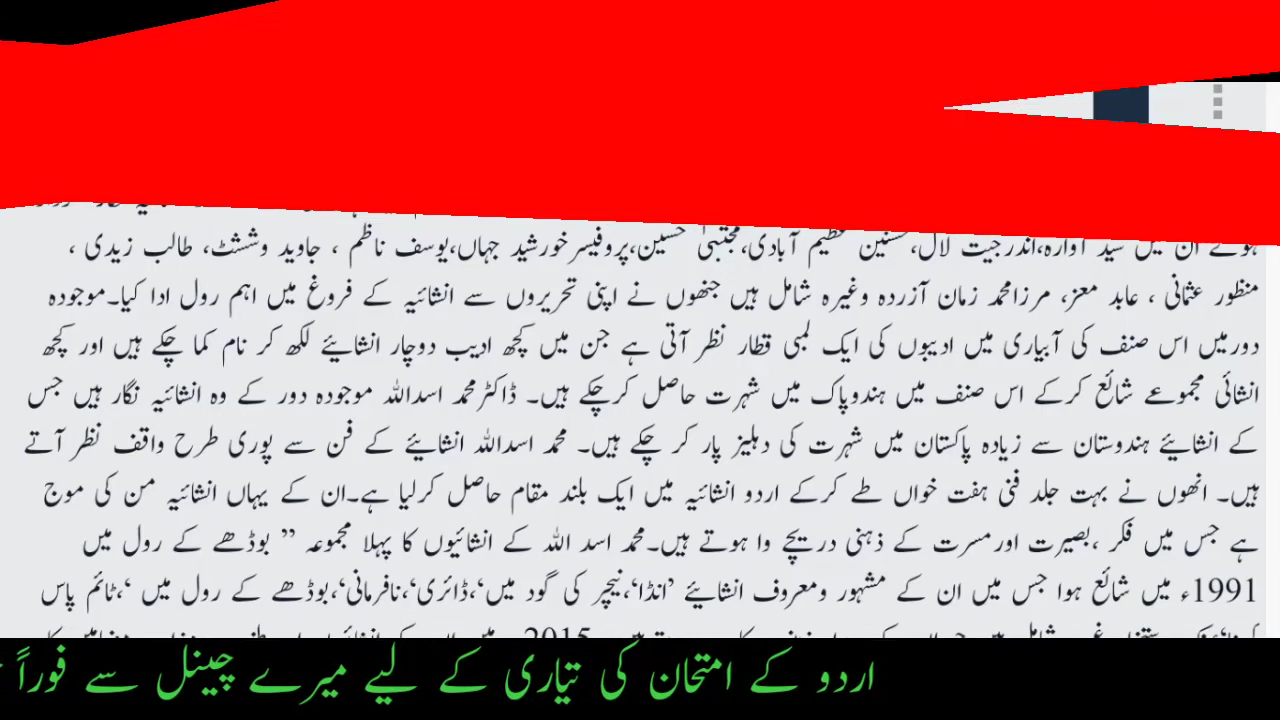 ہوئے ان میں سید آوارہ،اندرجیت لال، حسنین عظیم آبادی،مجتبیٰ حسین،پروفیسر خورشید جہاں،یوسف ناظم ، جاوید وششٹ، طالب زیدی ،
منظور عثمانی ، عابد معز، مرزامحمد زمان آزردہ وغیرہ شامل ہیں جنھوں نے اپنی تحریروں سے انشائیہ کے فروغ میں اہم رول ادا کیا۔موجودہ
دورمیں اس صنف کی آبیاری میں ادیبوں کی ایک لمبی قطار نظر آتی ہے جن میں کچھ ادیب دوچار انشائیے لکھ کر نام کما چکے ہیں اور کچھ
انشائی مجموعے شائع کرکے اس صنف میں ہندوپاک میں شہرت حاصل کرچکے ہیں۔ ڈاکٹرمحمد اسداللہ موجودہ دور کے وہ انشائیہ نگار ہیں جس
کے انشائیے ہندوستان سے زیادہ پاکستان میں شہرت کی دہلیز پار کر چکے ہیں۔ محمد اسداللہ انشائیے کے فن سے پوری طرح واقف نظر آتے
ہیں۔ انھوں نے بہت جلد فنی ہفت خواں طے کرکے اردو انشائیہ میں ایک بلند مقام حاصل کرلیا ہے۔ان کے یہاں انشائیہ من کی موج
ہے جس میں فکر ،بصیرت اورمسرت کے ذہنی دریچے وا ہوتے ہیں۔محمد اسد اللہ کے انشائیوں کا پہلا مجموعہ ” بوڈھے کے رول میں
1991ء میں شائع ہوا جس میں ان کے مشہور ومعروف انشائیے ’انڈا‘،نیچر کی گود میں‘،ڈائری‘،نافرمانی‘،بوڈھے کے رول میں ‘،ٹائم پاس
اردو کے امتحان کی تیاری کے لیے میرے چینل سے فوراً